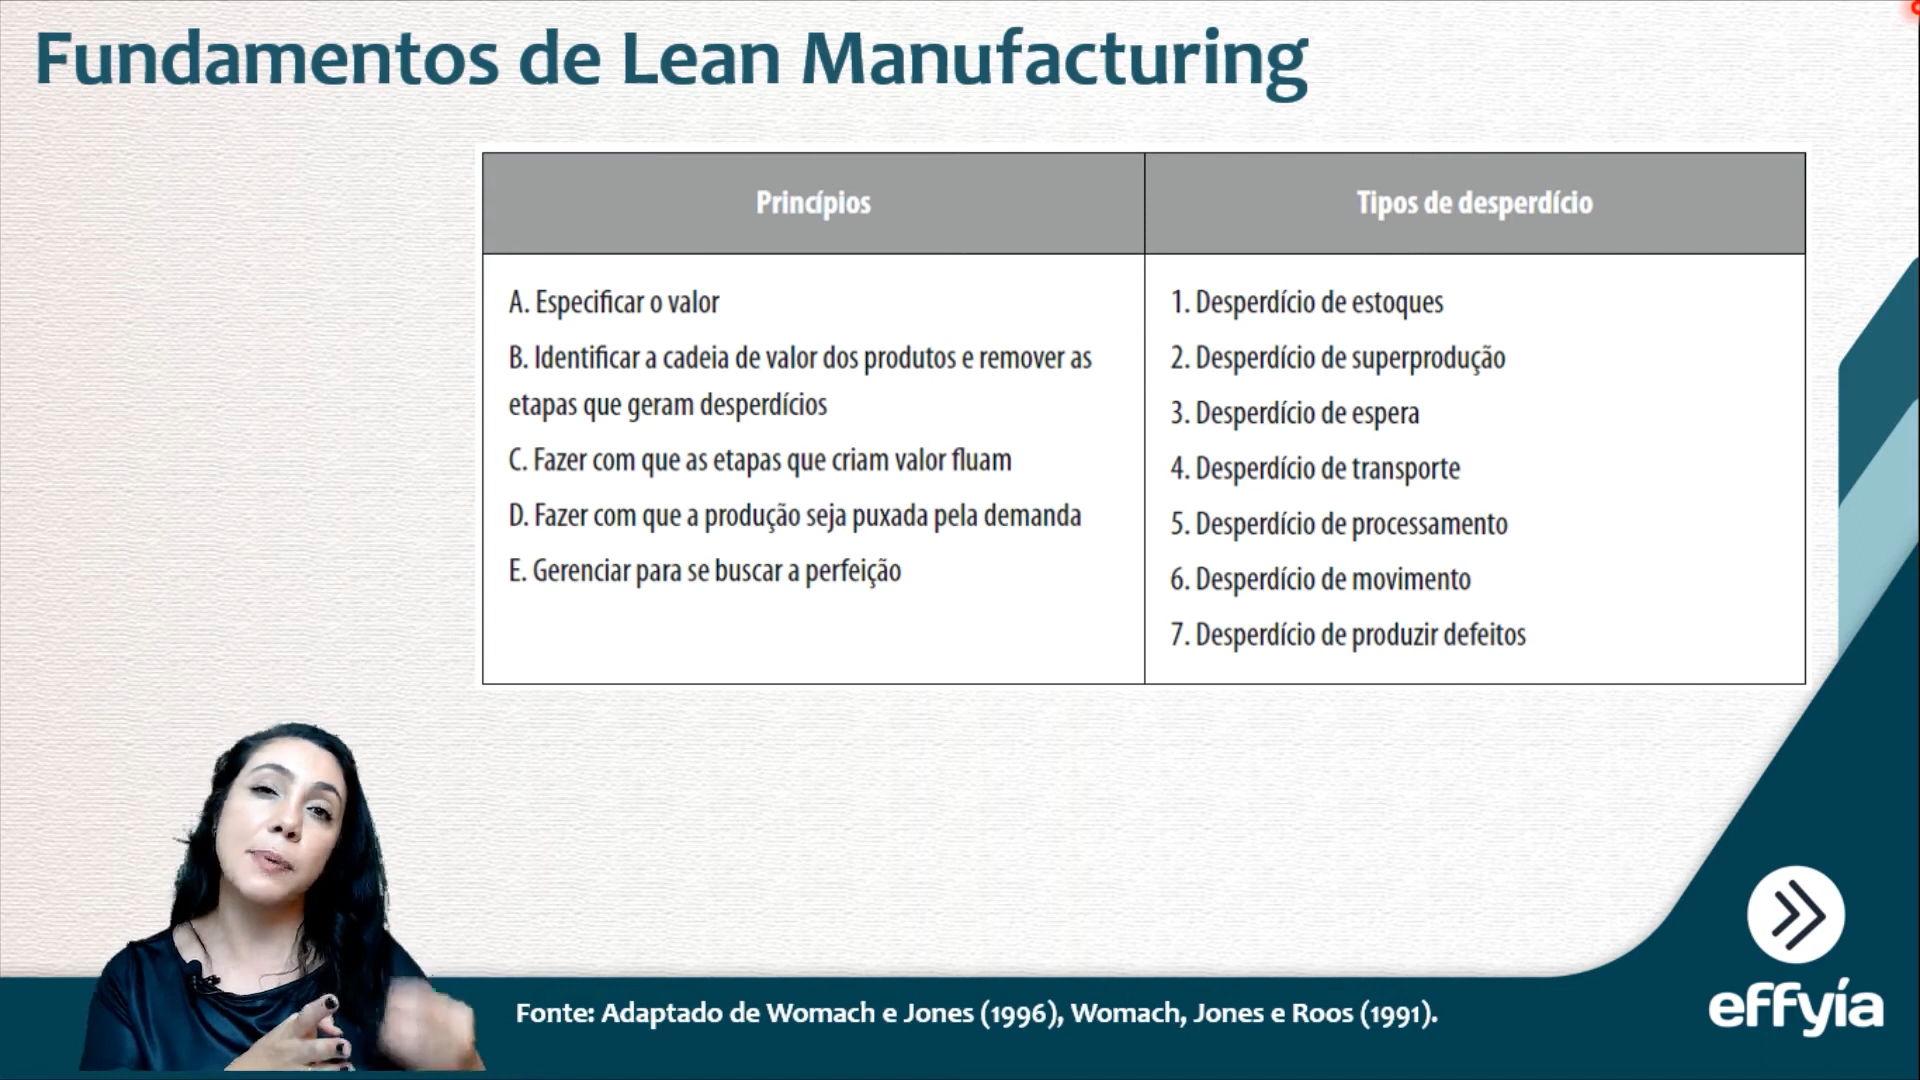 Fundamentos de Lean Manufacturing
Princípios
Tipos de desperdício
A. Especificar o valor
B. Identificar a cadeia de valor dos produtos e remover as
etapas que geram desperdícios
C. Fazer com que as etapas que criam valor fluam
D. Fazer com que a produção seja puxada pela demanda
E. Gerenciar para se buscar a perfeição
1. Desperdício de estoques
2. Desperdício de superprodução
3. Desperdício de espera
4. Desperdício de transporte
5. Desperdício de processamento
6. Desperdício de movimento
7. Desperdício de produzir defeitos
Fonte: Adaptado de Womach e Jones (1996), Womach, Jones e Roos (1991).
effyía